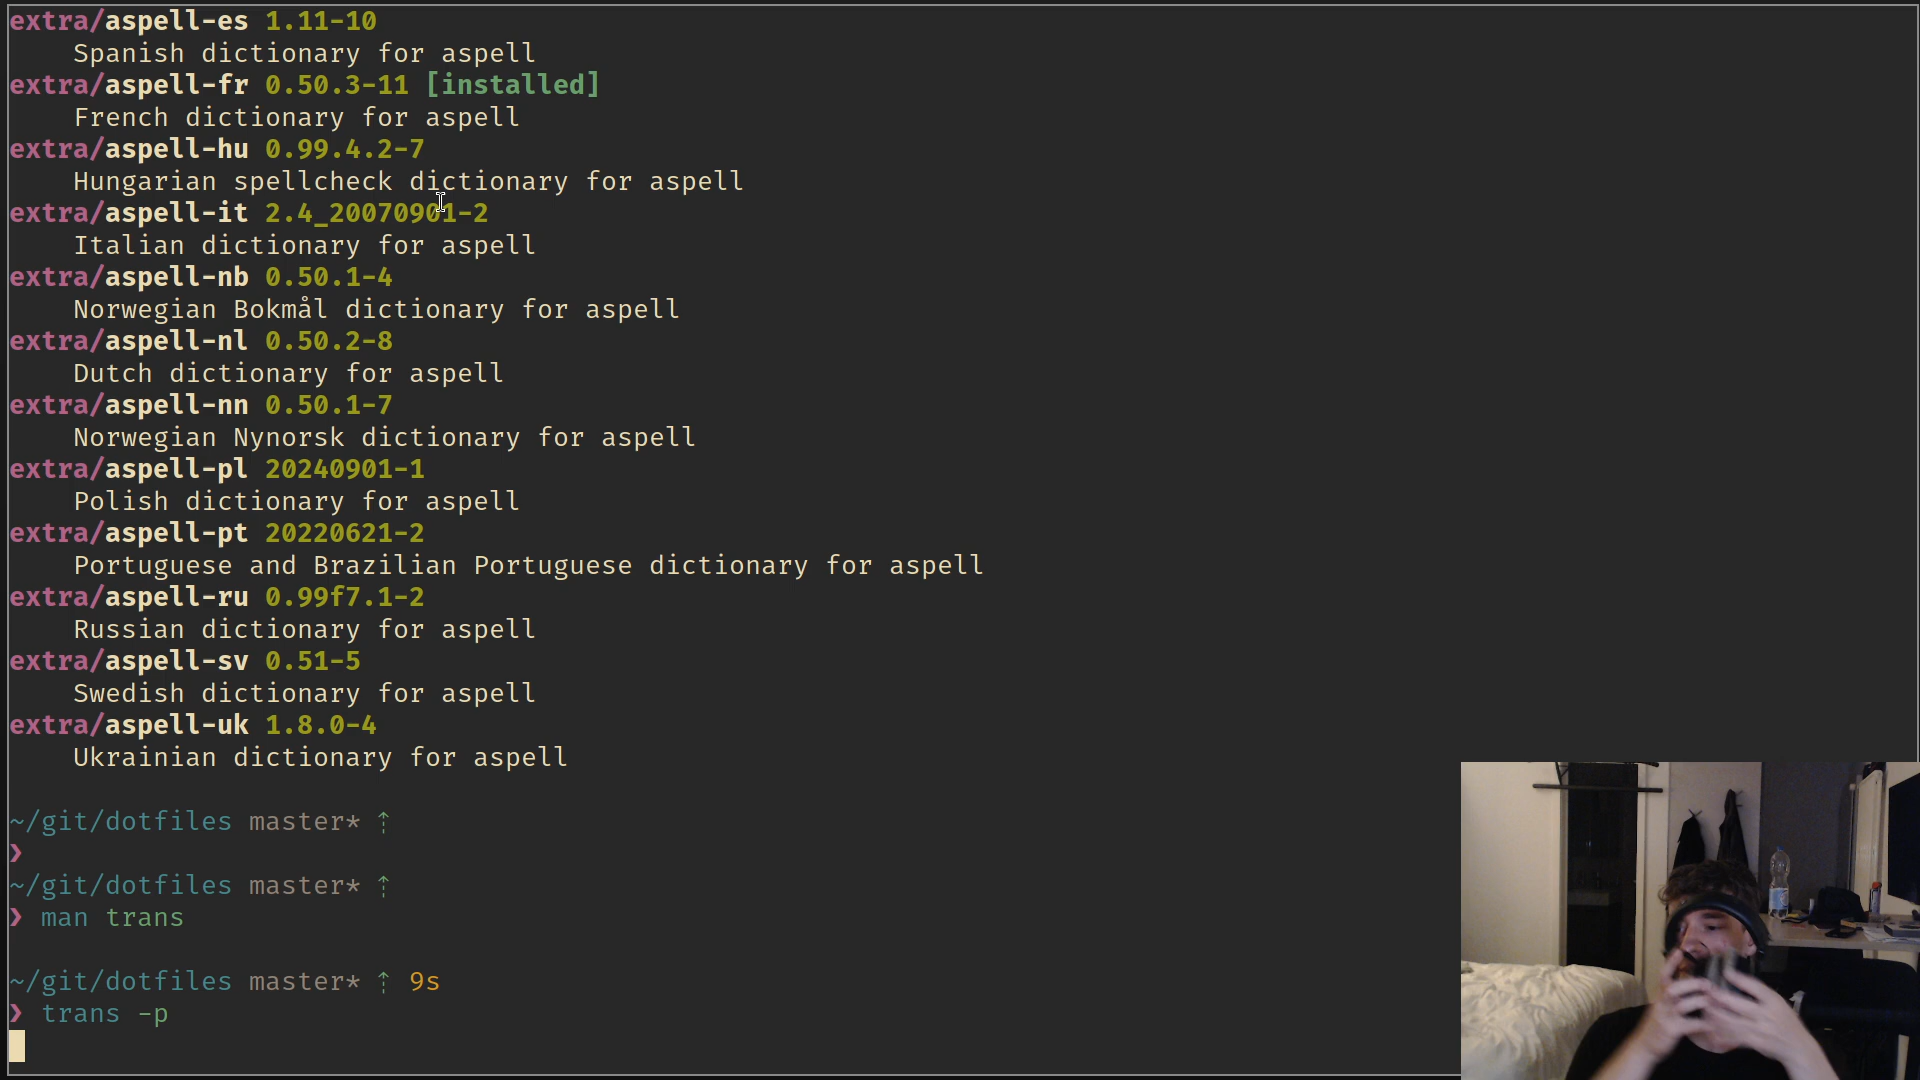 extra/aspell-es 1.11-10
Spanish dictionary for aspell
extra/aspell-fr 0.50.3-11 [installed]
French dictionary for aspell
extra/aspell-hu 0.99.4.2-7
Hungarian spellcheck dictionary for aspell
extra/aspell-it 2.4_20070901-2
Italian dictionary for aspell
extra/aspell-nb 0.50.1-4
Norwegian Bokmål dictionary for aspell
extra/aspell-nl 0.50.2-8
Dutch dictionary for aspell
extra/aspell-nn 0.50.1-7
Norwegian Nynorsk dictionary for aspell
extra/aspell-pl 20240901-1
Polish dictionary for aspell
extra/aspell-pt 20220621-2
Portuguese and Brazilian Portuguese dictionary for aspell
extra/aspell-ru 0.99f7.1-2
Russian dictionary for aspell
extra/aspell-sv 0.51-5
Swedish dictionary for aspell
extra/aspell-uk 1.8.0-4
Ukrainian dictionary for aspell
~/git/dotfiles master* ⇡
❯
~/git/dotfiles master* ⇡
❯ man trans
~/git/dotfiles master* ⇡ 9s
❯ trans -p